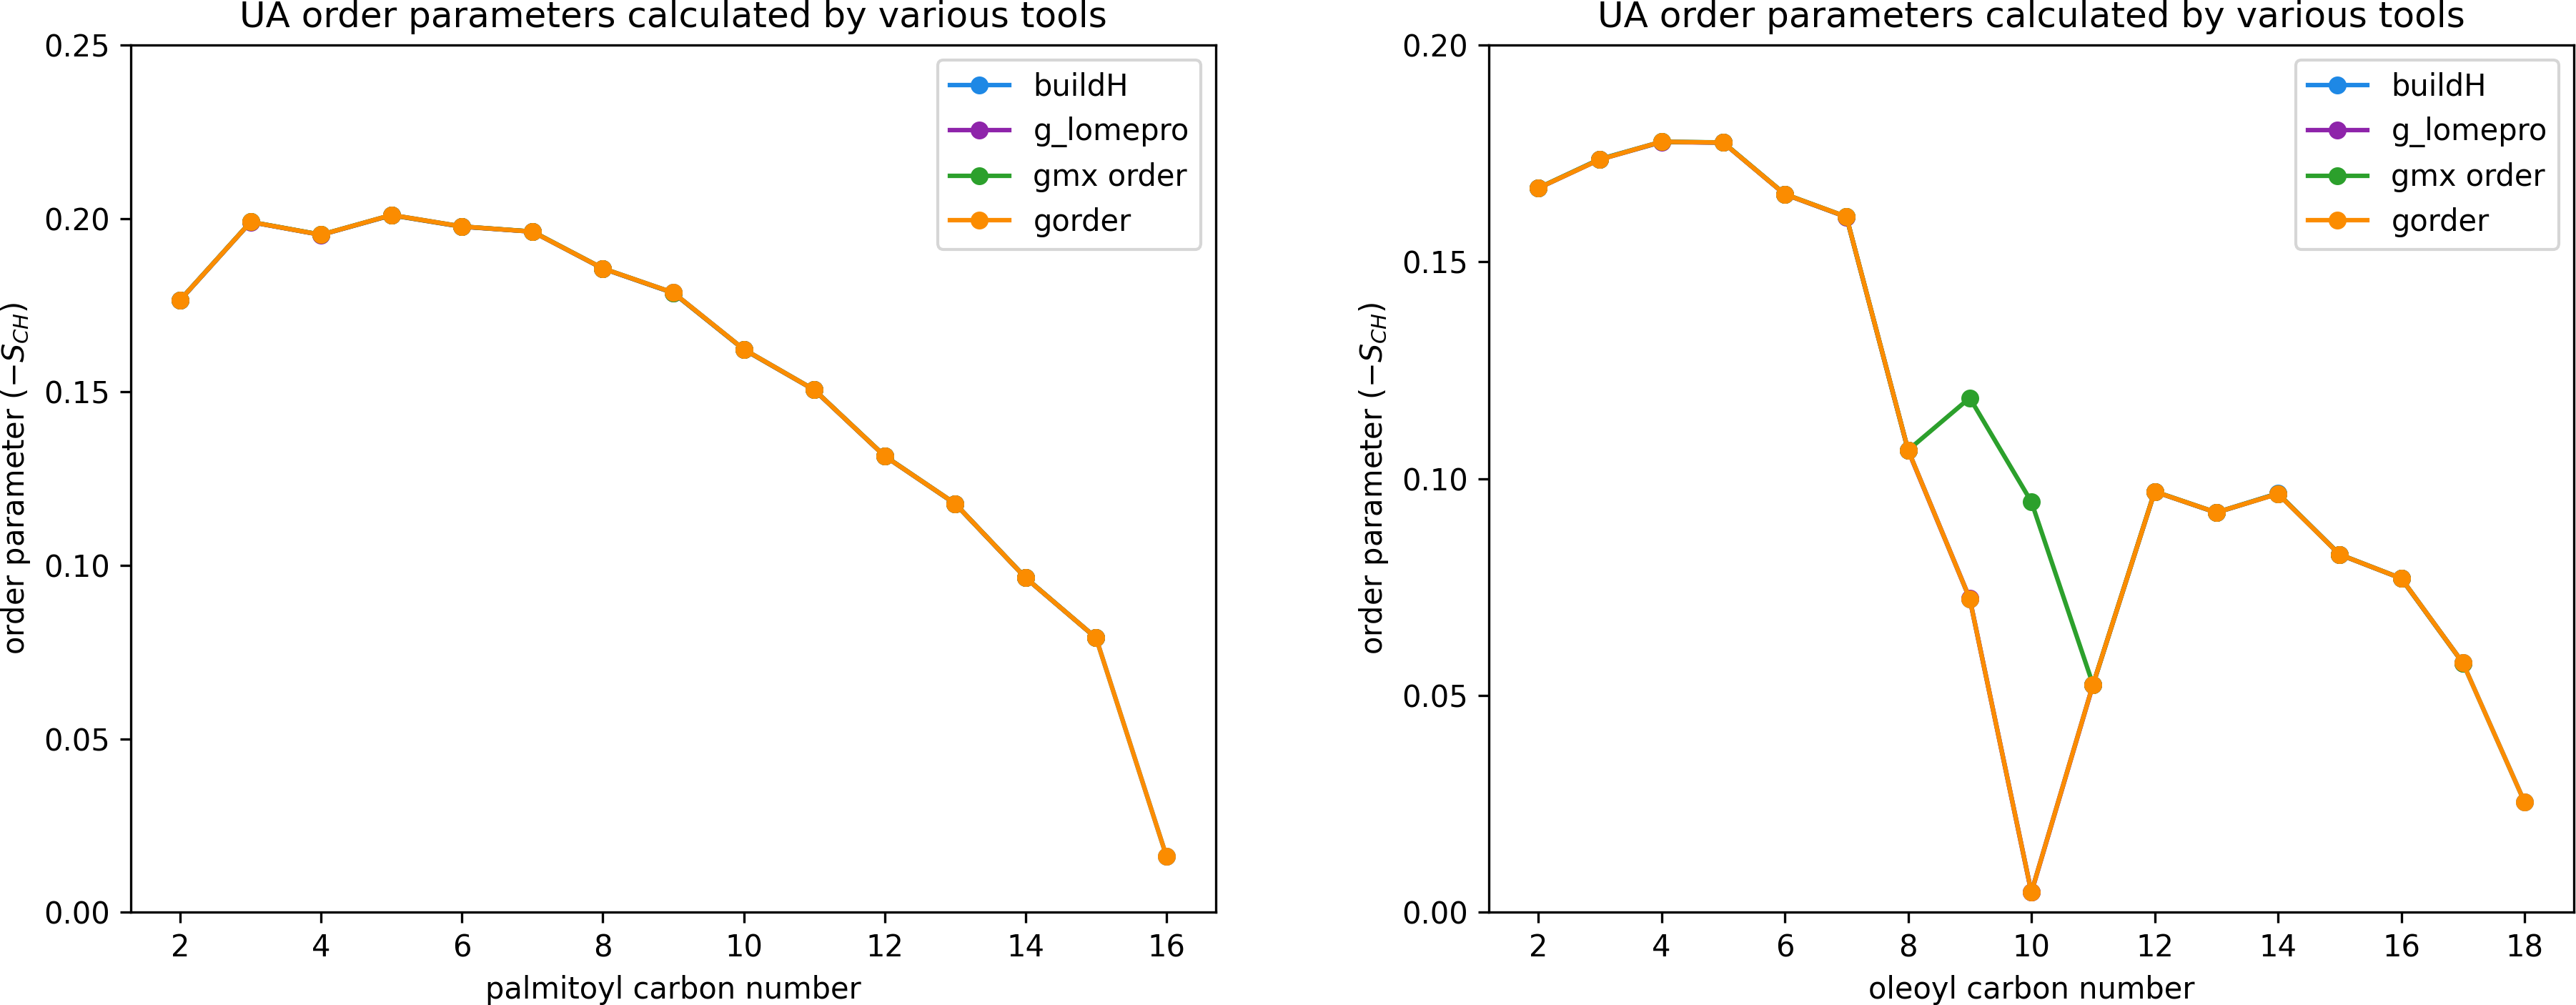 UA order parameters calculated by various tools
order parameter (−S_CH)
0.25
0.20
0.15
0.10
0.05
0.00
buildH
g_lomepro
gmx order
gorder
2 4 6 8 10 12 14 16
palmitoyl carbon number
UA order parameters calculated by various tools
order parameter (−S_CH)
0.20
0.15
0.10
0.05
0.00
buildH
g_lomepro
gmx order
gorder
2 4 6 8 10 12 14 16 18
oleoyl carbon number